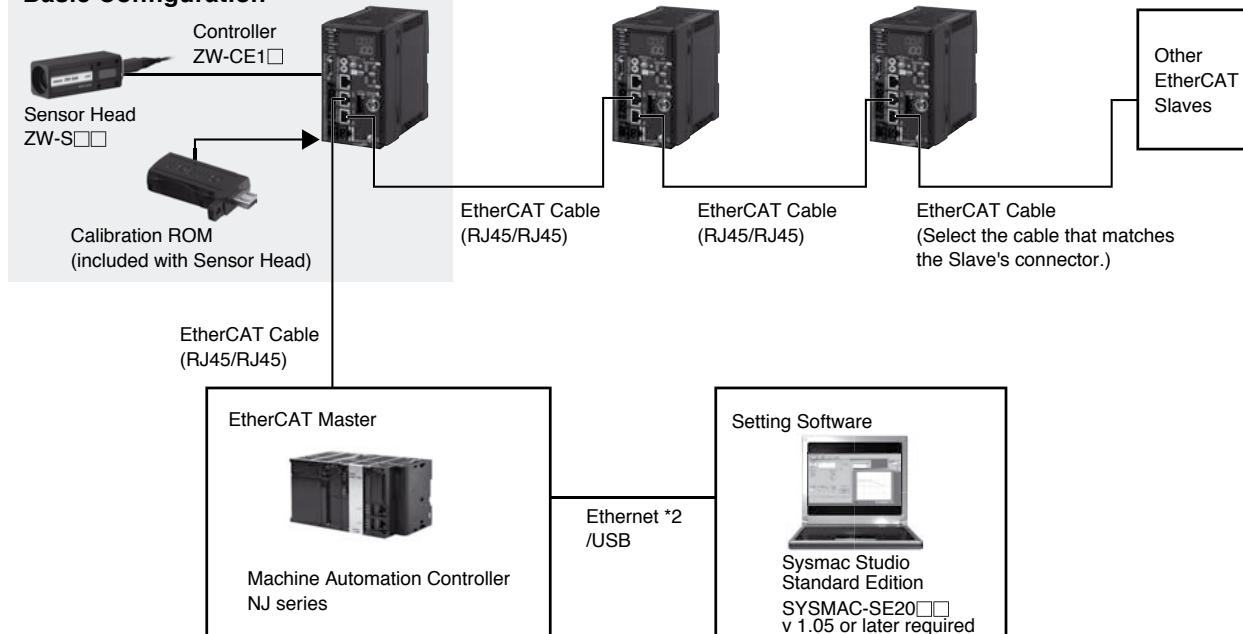 Basic Configuration
Controller
ZW-CE1□
Sensor Head
ZW-S□□
Calibration ROM
(included with Sensor Head)
Other
EtherCAT
Slaves
EtherCAT Cable
(RJ45/RJ45)
EtherCAT Cable
(RJ45/RJ45)
EtherCAT Cable
(Select the cable that matches
the Slave's connector.)
EtherCAT Cable
(RJ45/RJ45)
EtherCAT Master
Machine Automation Controller
NJ series
Ethernet *2
/USB
Setting Software
Sysmac Studio
Standard Edition
SYSMAC-SE20□□
v 1.05 or later required